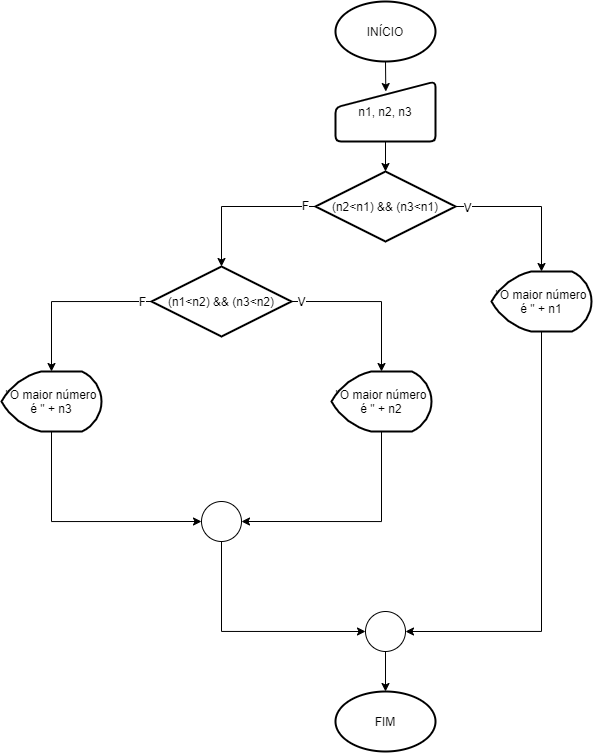 INÍCIO
n1, n2, n3
(n2<n1) && (n3<n1)
F
V
(n1<n2) && (n3<n2)
F
V
"O maior número
é " + n1
"O maior número
é " + n3
"O maior número
é " + n2
FIM